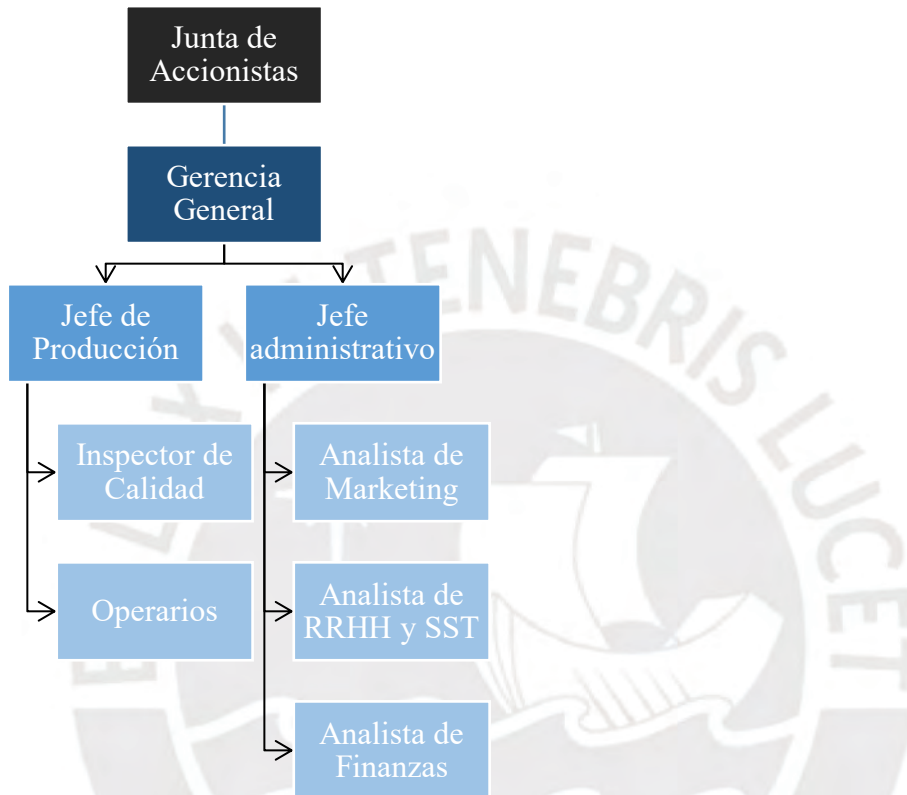 Junta de
Accionistas
Gerencia
General
Jefe de
Producción
Jefe
administrativo
Inspector de
Calidad
Analista de
Marketing
Operarios
Analista de
RRHH y SST
Analista de
Finanzas
TENEBRIS LUCET